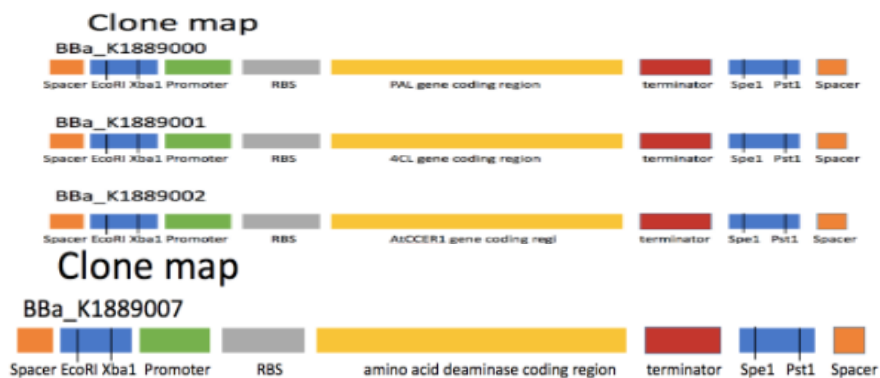 Clone map
BBa_K1889000
Spacer EcoRI Xba1 Promoter RBS PAL gene coding region terminator Spe1 Pst1 Spacer
BBa_K1889001
Spacer EcoRI Xba1 Promoter RBS 4CL gene coding region terminator Spe1 Pst1 Spacer
BBa_K1889002
Spacer EcoRI Xba1 Promoter RBS AtCCER1 gene coding regi terminator Spe1 Pst1 Spacer
Clone map
BBa_K1889007
Spacer EcoRI Xba1 Promoter RBS amino acid deaminase coding region terminator Spe1 Pst1 Spacer